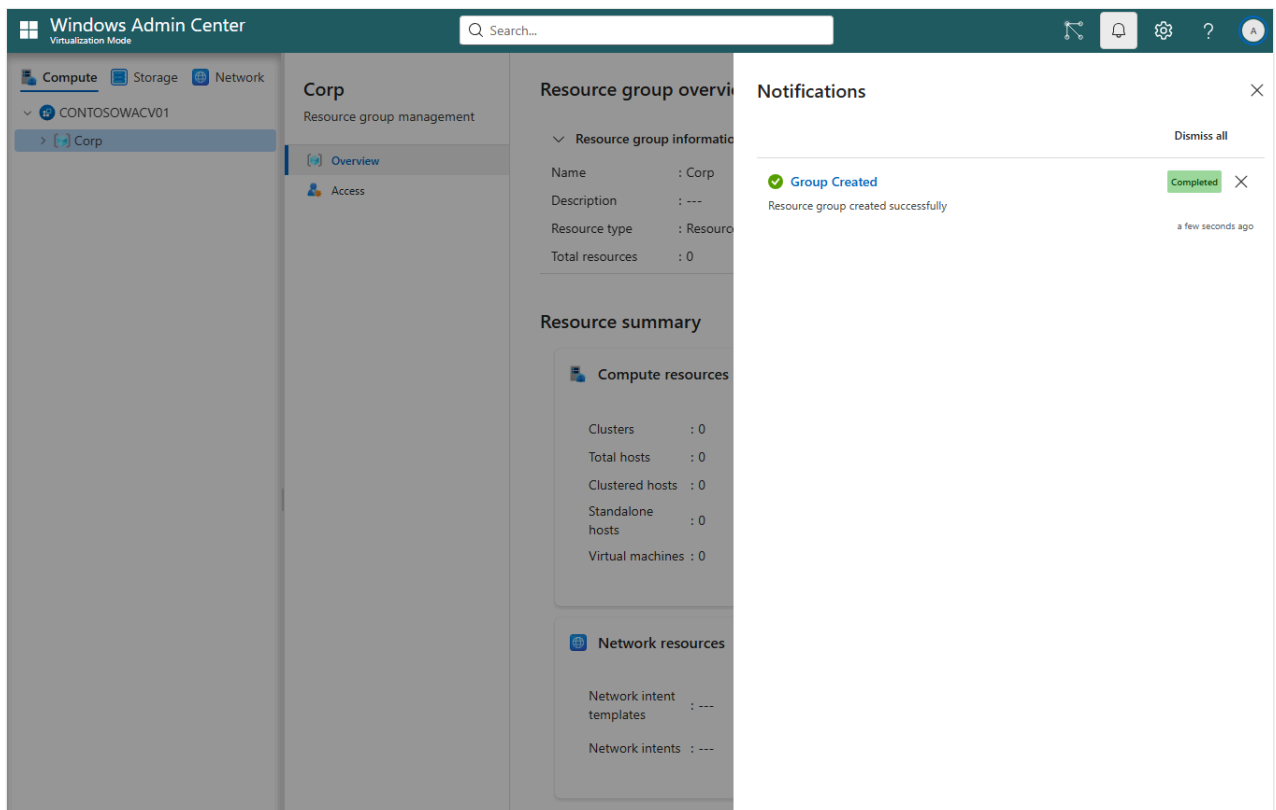 Windows Admin Center
Virtualization Mode
Search...
A
Compute Storage Network
CONTOSOWACV01
Corp
Corp
Resource group management
Overview
Access
Resource group overvi
Resource group informatio
Name : Corp
Description : ---
Resource type : Resourc
Total resources : 0
Resource summary
Compute resources
Clusters : 0
Total hosts : 0
Clustered hosts : 0
Standalone
hosts : 0
Virtual machines : 0
Network resources
Network intent
templates : ---
Network intents : ---
Notifications
Dismiss all
Group Created Completed
Resource group created successfully
a few seconds ago